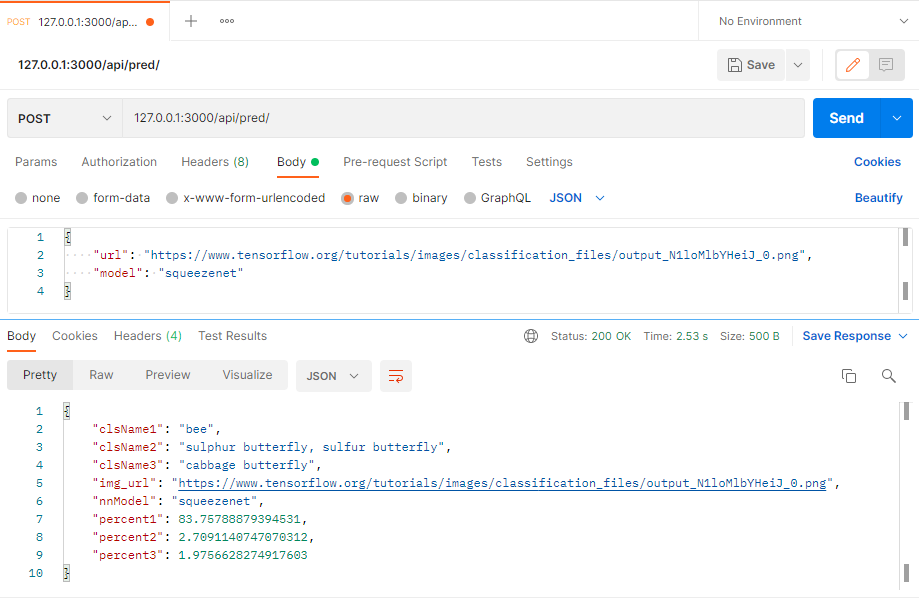 POST 127.0.0.1:3000/ap...
No Environment
127.0.0.1:3000/api/pred/
Save
POST 127.0.0.1:3000/api/pred/ Send
Params Authorization Headers (8) Body Pre-request Script Tests Settings Cookies
none form-data x-www-form-urlencoded raw binary GraphQL JSON Beautify
1 {
2 "url": "https://www.tensorflow.org/tutorials/images/classification_files/output_N1loMlbYHeiJ_0.png",
3 "model": "squeezenet"
4 }
Body Cookies Headers (4) Test Results Status: 200 OK Time: 2.53 s Size: 500 B Save Response
Pretty Raw Preview Visualize JSON
1 {
2 "clsName1": "bee",
3 "clsName2": "sulphur butterfly, sulfur butterfly",
4 "clsName3": "cabbage butterfly",
5 "img_url": "https://www.tensorflow.org/tutorials/images/classification_files/output_N1loMlbYHeiJ_0.png",
6 "nnModel": "squeezenet",
7 "percent1": 83.75788879394531,
8 "percent2": 2.7091140747070312,
9 "percent3": 1.9756628274917603
10 }